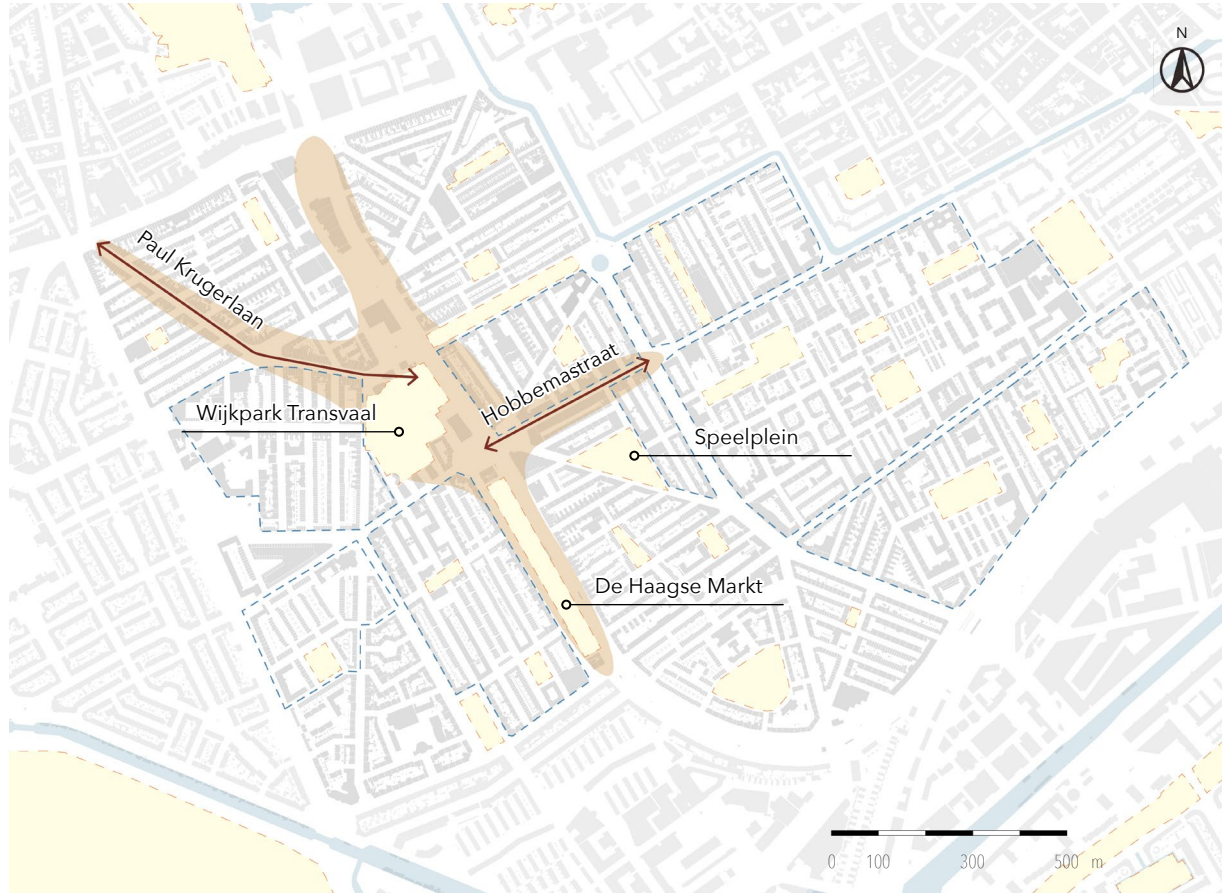 N
Paul Krugerlaan
Hobbemastraat
Wijkpark Transvaal
Speelplein
De Haagse Markt
0 100 300 500 m